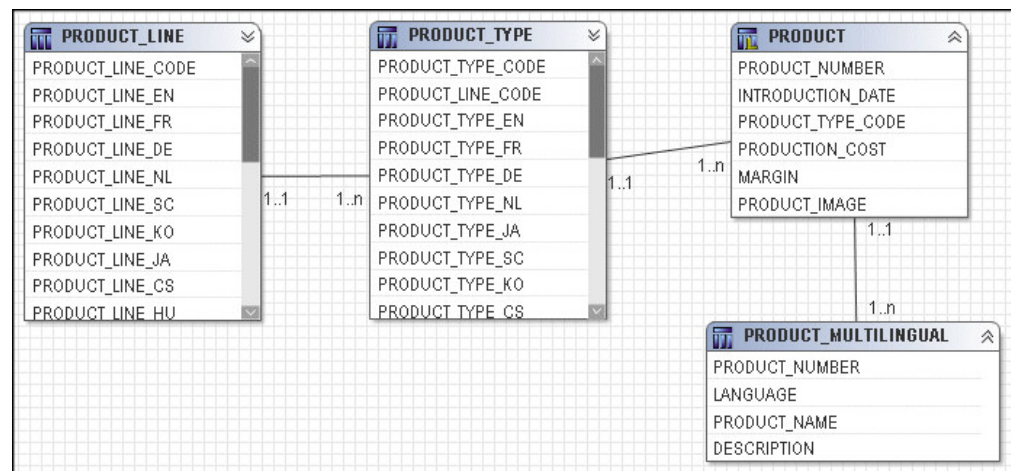 PRODUCT_LINE
PRODUCT_LINE_CODE
PRODUCT_LINE_EN
PRODUCT_LINE_FR
PRODUCT_LINE_DE
PRODUCT_LINE_NL
PRODUCT_LINE_SC
PRODUCT_LINE_KO
PRODUCT_LINE_JA
PRODUCT_LINE_CS
PRODUCT_LINE_HU
1..1
1..n
PRODUCT_TYPE
PRODUCT_TYPE_CODE
PRODUCT_LINE_CODE
PRODUCT_TYPE_EN
PRODUCT_TYPE_FR
PRODUCT_TYPE_DE
PRODUCT_TYPE_NL
PRODUCT_TYPE_JA
PRODUCT_TYPE_SC
PRODUCT_TYPE_KO
PRODUCT_TYPE_CS
1..1
1..n
PRODUCT
PRODUCT_NUMBER
INTRODUCTION_DATE
PRODUCT_TYPE_CODE
PRODUCTION_COST
MARGIN
PRODUCT_IMAGE
1..1
1..n
PRODUCT_MULTILINGUAL
PRODUCT_NUMBER
LANGUAGE
PRODUCT_NAME
DESCRIPTION